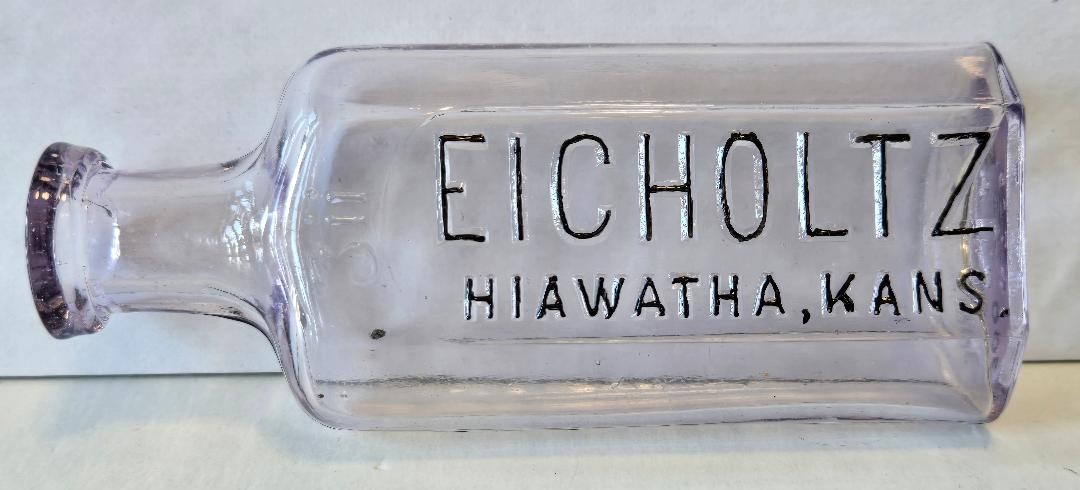 EICHOLTZ
HIAWATHA, KANS.